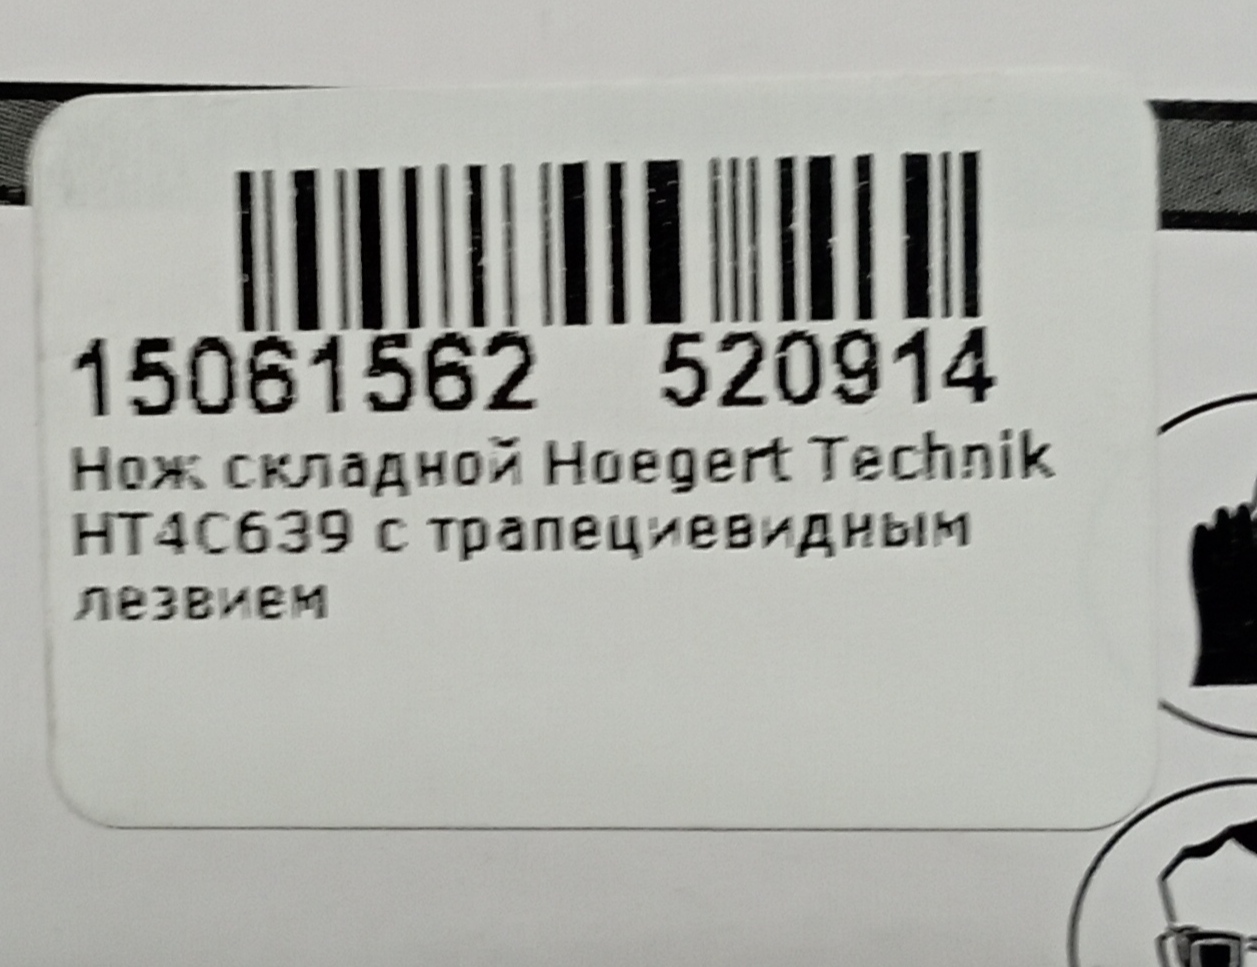 15061562 520914
Нож складной Hoegert Technik
HT4C639 с трапециевидным
лезвием